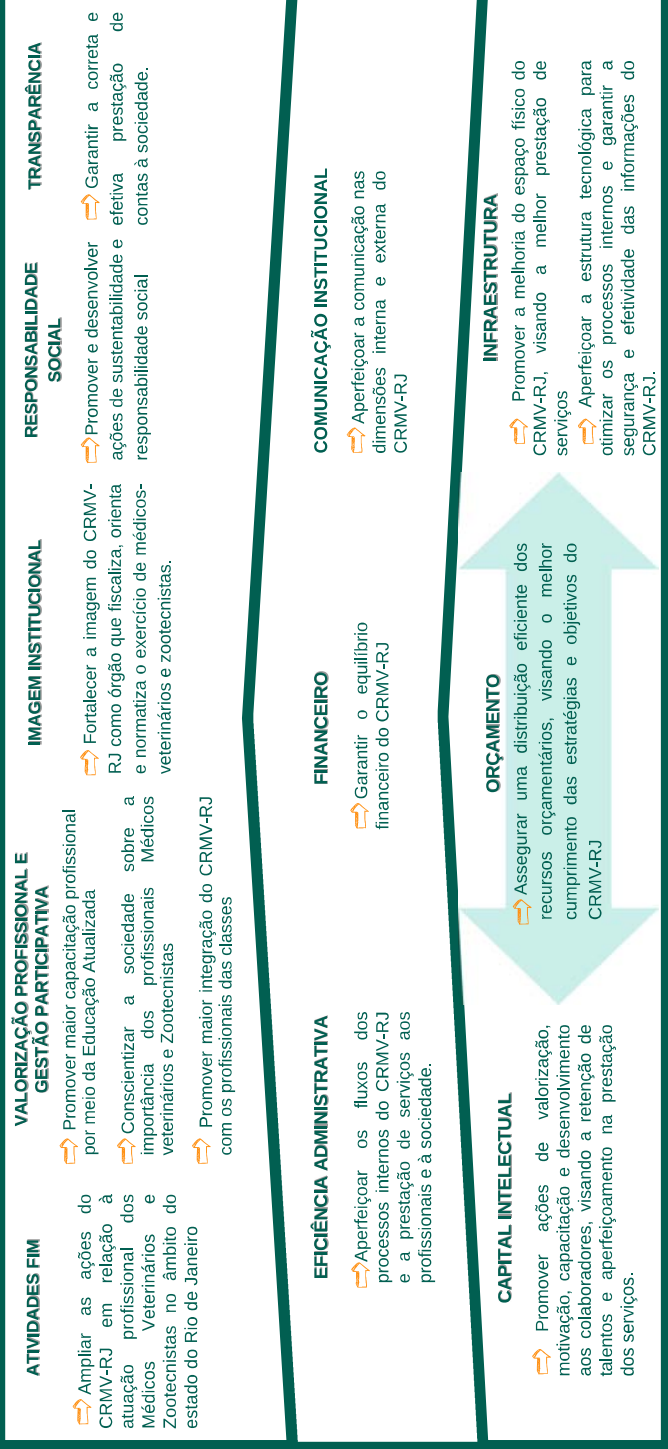 ATIVIDADES FIM
Ampliar as ações do
CRMV-RJ em relação à
atuação profissional dos
Médicos Veterinários e
Zootecnistas no âmbito do
estado do Rio de Janeiro
VALORIZAÇÃO PROFISSIONAL E
GESTÃO PARTICIPATIVA
Promover maior capacitação profissional
por meio da Educação Atualizada
Conscientizar a sociedade sobre a
importância dos profissionais Médicos
veterinários e Zootecnistas
Promover maior integração do CRMV-RJ
com os profissionais das classes
IMAGEM INSTITUCIONAL
Fortalecer a imagem do CRMV-
RJ como órgão que fiscaliza, orienta
e normatiza o exercício de médicos-
veterinários e zootecnistas.
RESPONSABILIDADE
SOCIAL
Promover e desenvolver
ações de sustentabilidade e
responsabilidade social
TRANSPARÊNCIA
Garantir a correta e
efetiva prestação de
contas à sociedade.
EFICIÊNCIA ADMINISTRATIVA
Aperfeiçoar os fluxos dos
processos internos do CRMV-RJ
e a prestação de serviços aos
profissionais e à sociedade.
FINANCEIRO
Garantir o equilíbrio
financeiro do CRMV-RJ
COMUNICAÇÃO INSTITUCIONAL
Aperfeiçoar a comunicação nas
dimensões interna e externa do
CRMV-RJ
CAPITAL INTELECTUAL
Promover ações de valorização,
motivação, capacitação e desenvolvimento
aos colaboradores, visando a retenção de
talentos e aperfeiçoamento na prestação
dos serviços.
ORÇAMENTO
Assegurar uma distribuição eficiente dos
recursos orçamentários, visando o melhor
cumprimento das estratégias e objetivos do
CRMV-RJ
INFRAESTRUTURA
Promover a melhoria do espaço físico do
CRMV-RJ, visando a melhor prestação de
serviços
Aperfeiçoar a estrutura tecnológica para
otimizar os processos internos e garantir a
segurança e efetividade das informações do
CRMV-RJ.